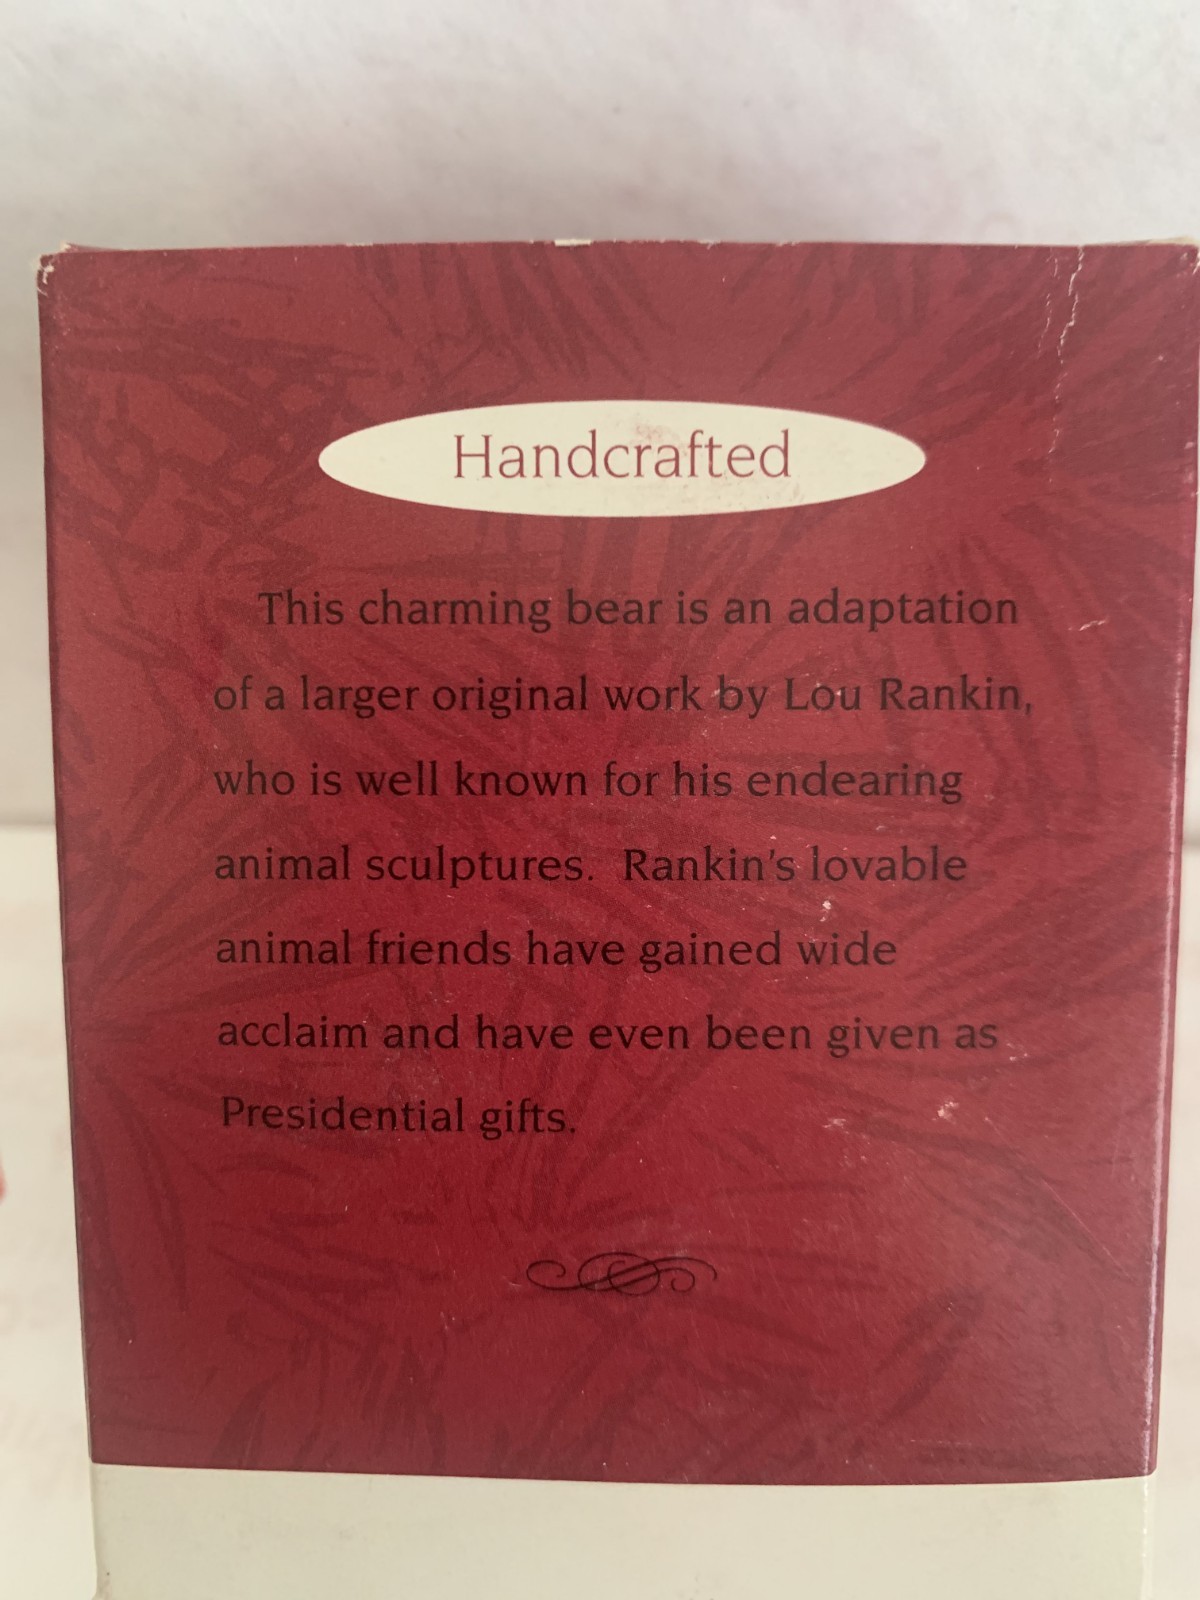 Handcrafted
This charming bear is an adaptation
of a larger original work by Lou Rankin,
who is well known for his endearing
animal sculptures. Rankin's lovable
animal friends have gained wide
acclaim and have even been given as
Presidential gifts.